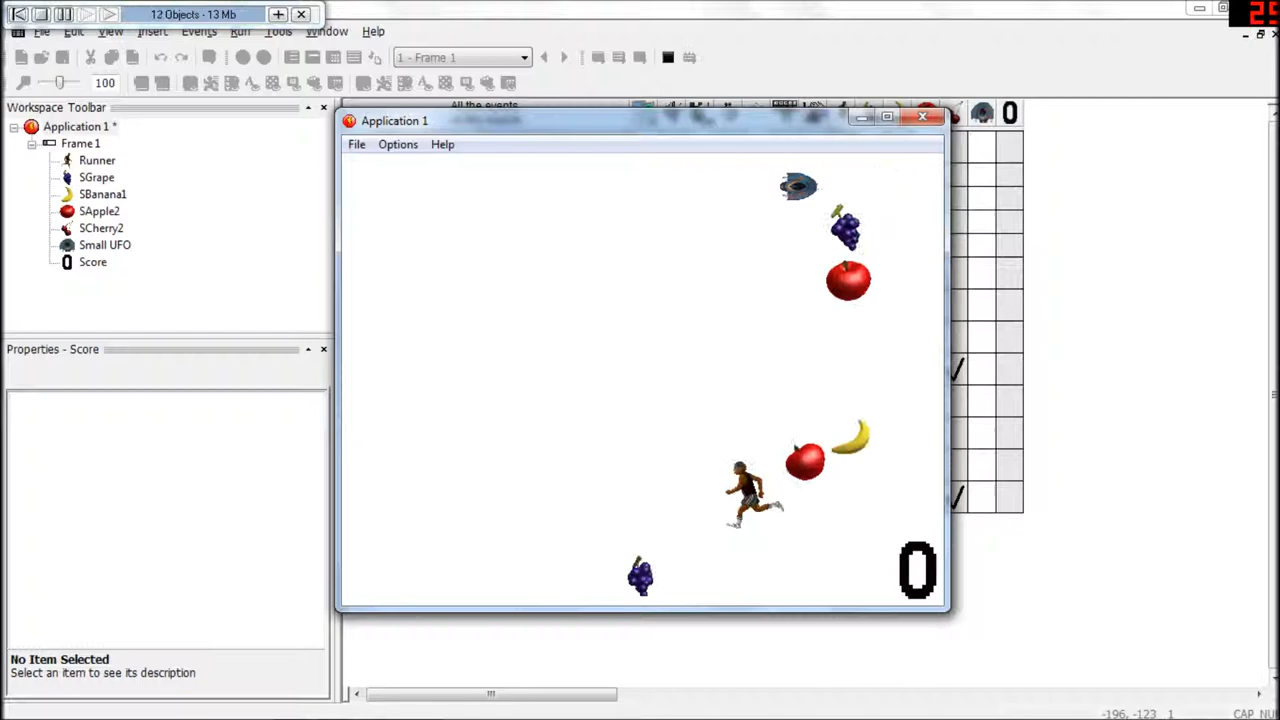 12 Objects - 13 Mb
File Edit View Insert Events Run Tools Window Help
1 - Frame 1
100
Workspace Toolbar
All the events
0
Application 1 *
Frame 1
Runner
SGrape
SBanana1
SApple2
SCherry2
Small UFO
Score
Application 1
File Options Help
0
Properties - Score
No Item Selected
Select an item to see its description
-196, -123 1
CAP